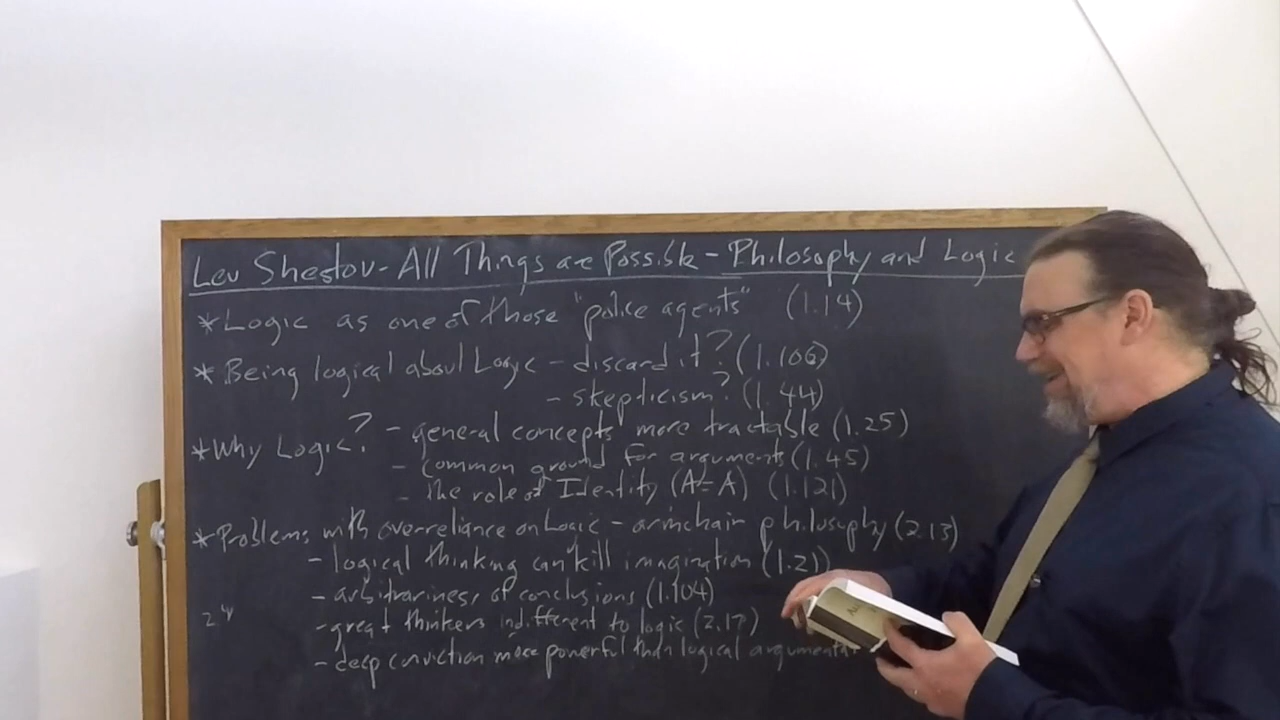 Lev Shestov - All Things are Possible - Philosophy and Logic
* Logic as one of those "police agents" (1.14)
* Being logical about Logic - discard it? (1.106)
- skepticism? (1.44)
* Why Logic? - general concepts more tractable (1.25)
- common ground for arguments (1.45)
- the role of Identity (A=A) (1.121)
* Problems with overreliance on Logic - armchair philosophy (2.13)
- logical thinking can kill imagination (1.21)
- arbitrariness of conclusions (1.104)
- great thinkers indifferent to logic (2.17)
- deep conviction more powerful than logical